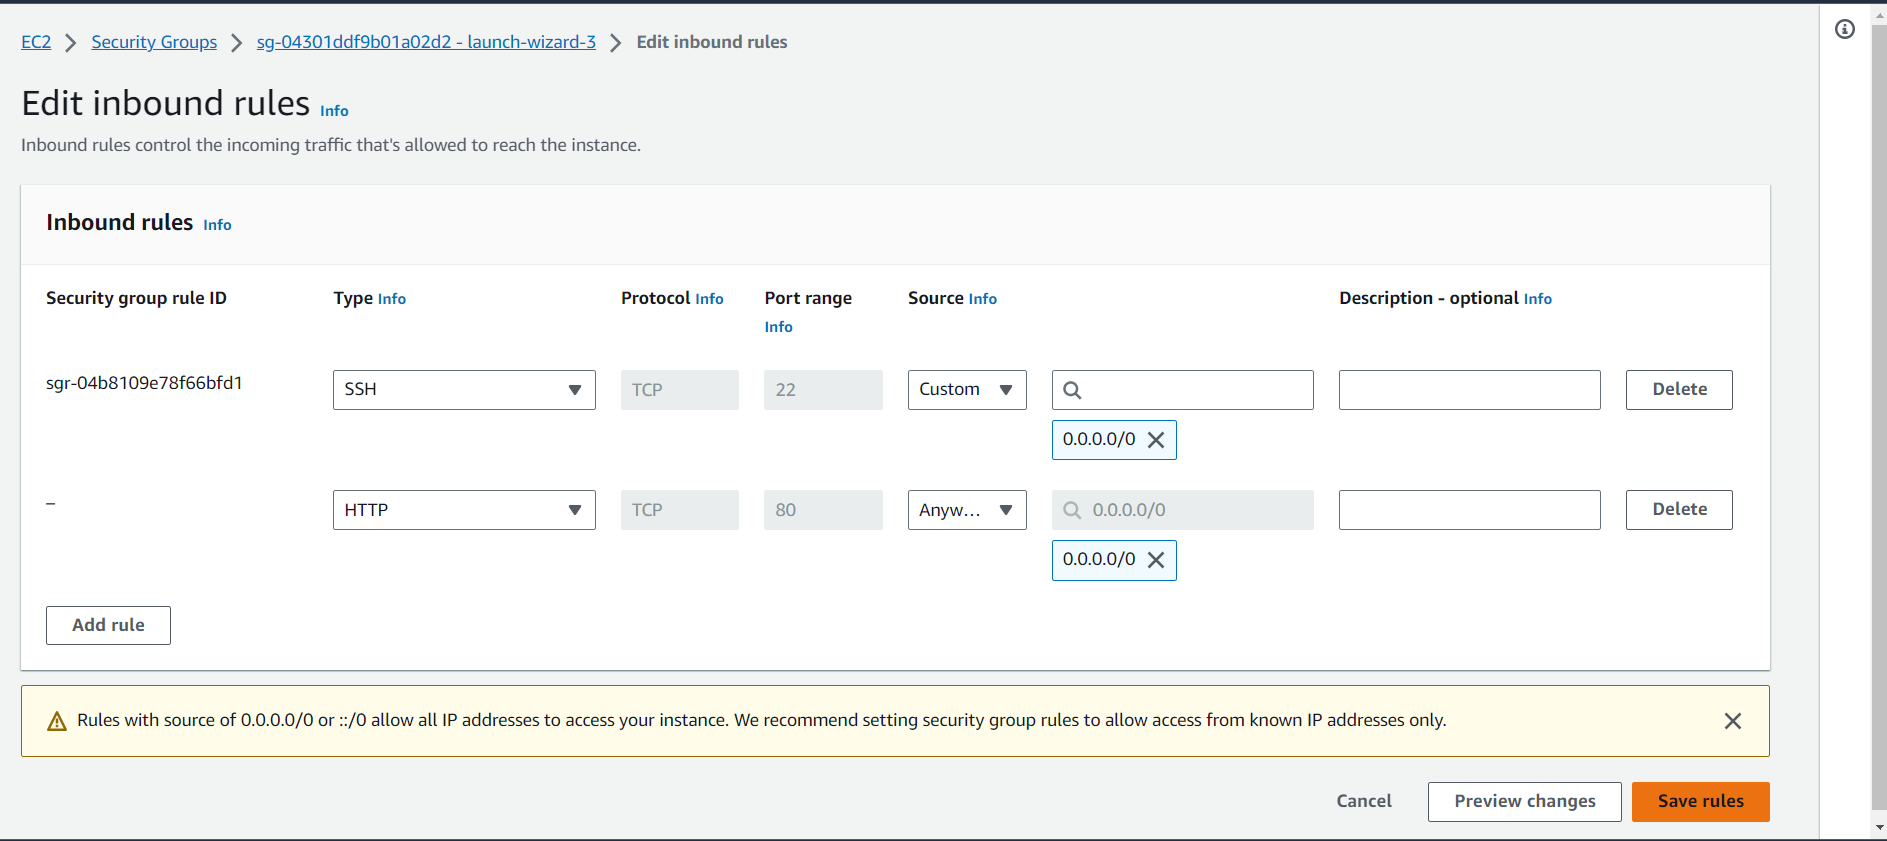 EC2 > Security Groups > sg-04301ddf9b01a02d2 - launch-wizard-3 > Edit inbound rules
Edit inbound rules Info
Inbound rules control the incoming traffic that's allowed to reach the instance.
Inbound rules Info
Security group rule ID Type Info Protocol Info Port range Info Source Info Description - optional Info
sgr-04b8109e78f66bfd1 SSH TCP 22 Custom Delete
0.0.0.0/0
– HTTP TCP 80 Anyw... 0.0.0.0/0 Delete
0.0.0.0/0
Add rule
Rules with source of 0.0.0.0/0 or ::/0 allow all IP addresses to access your instance. We recommend setting security group rules to allow access from known IP addresses only.
Cancel Preview changes Save rules